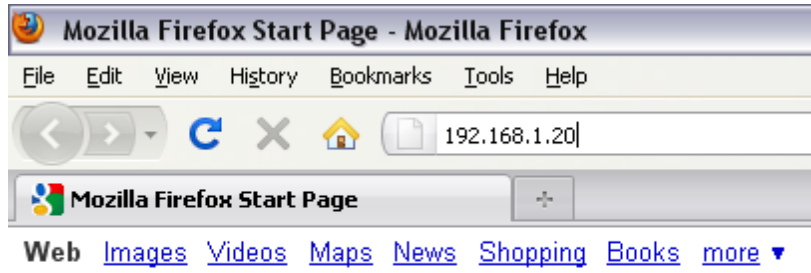 Mozilla Firefox Start Page - Mozilla Firefox
File Edit View History Bookmarks Tools Help
192.168.1.20
Mozilla Firefox Start Page
Web Images Videos Maps News Shopping Books more ▼